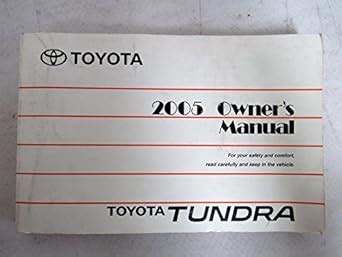 TOYOTA
2005 Owner's
Manual
For your safety and comfort,
read carefully and keep in the vehicle.
TOYOTA TUNDRA